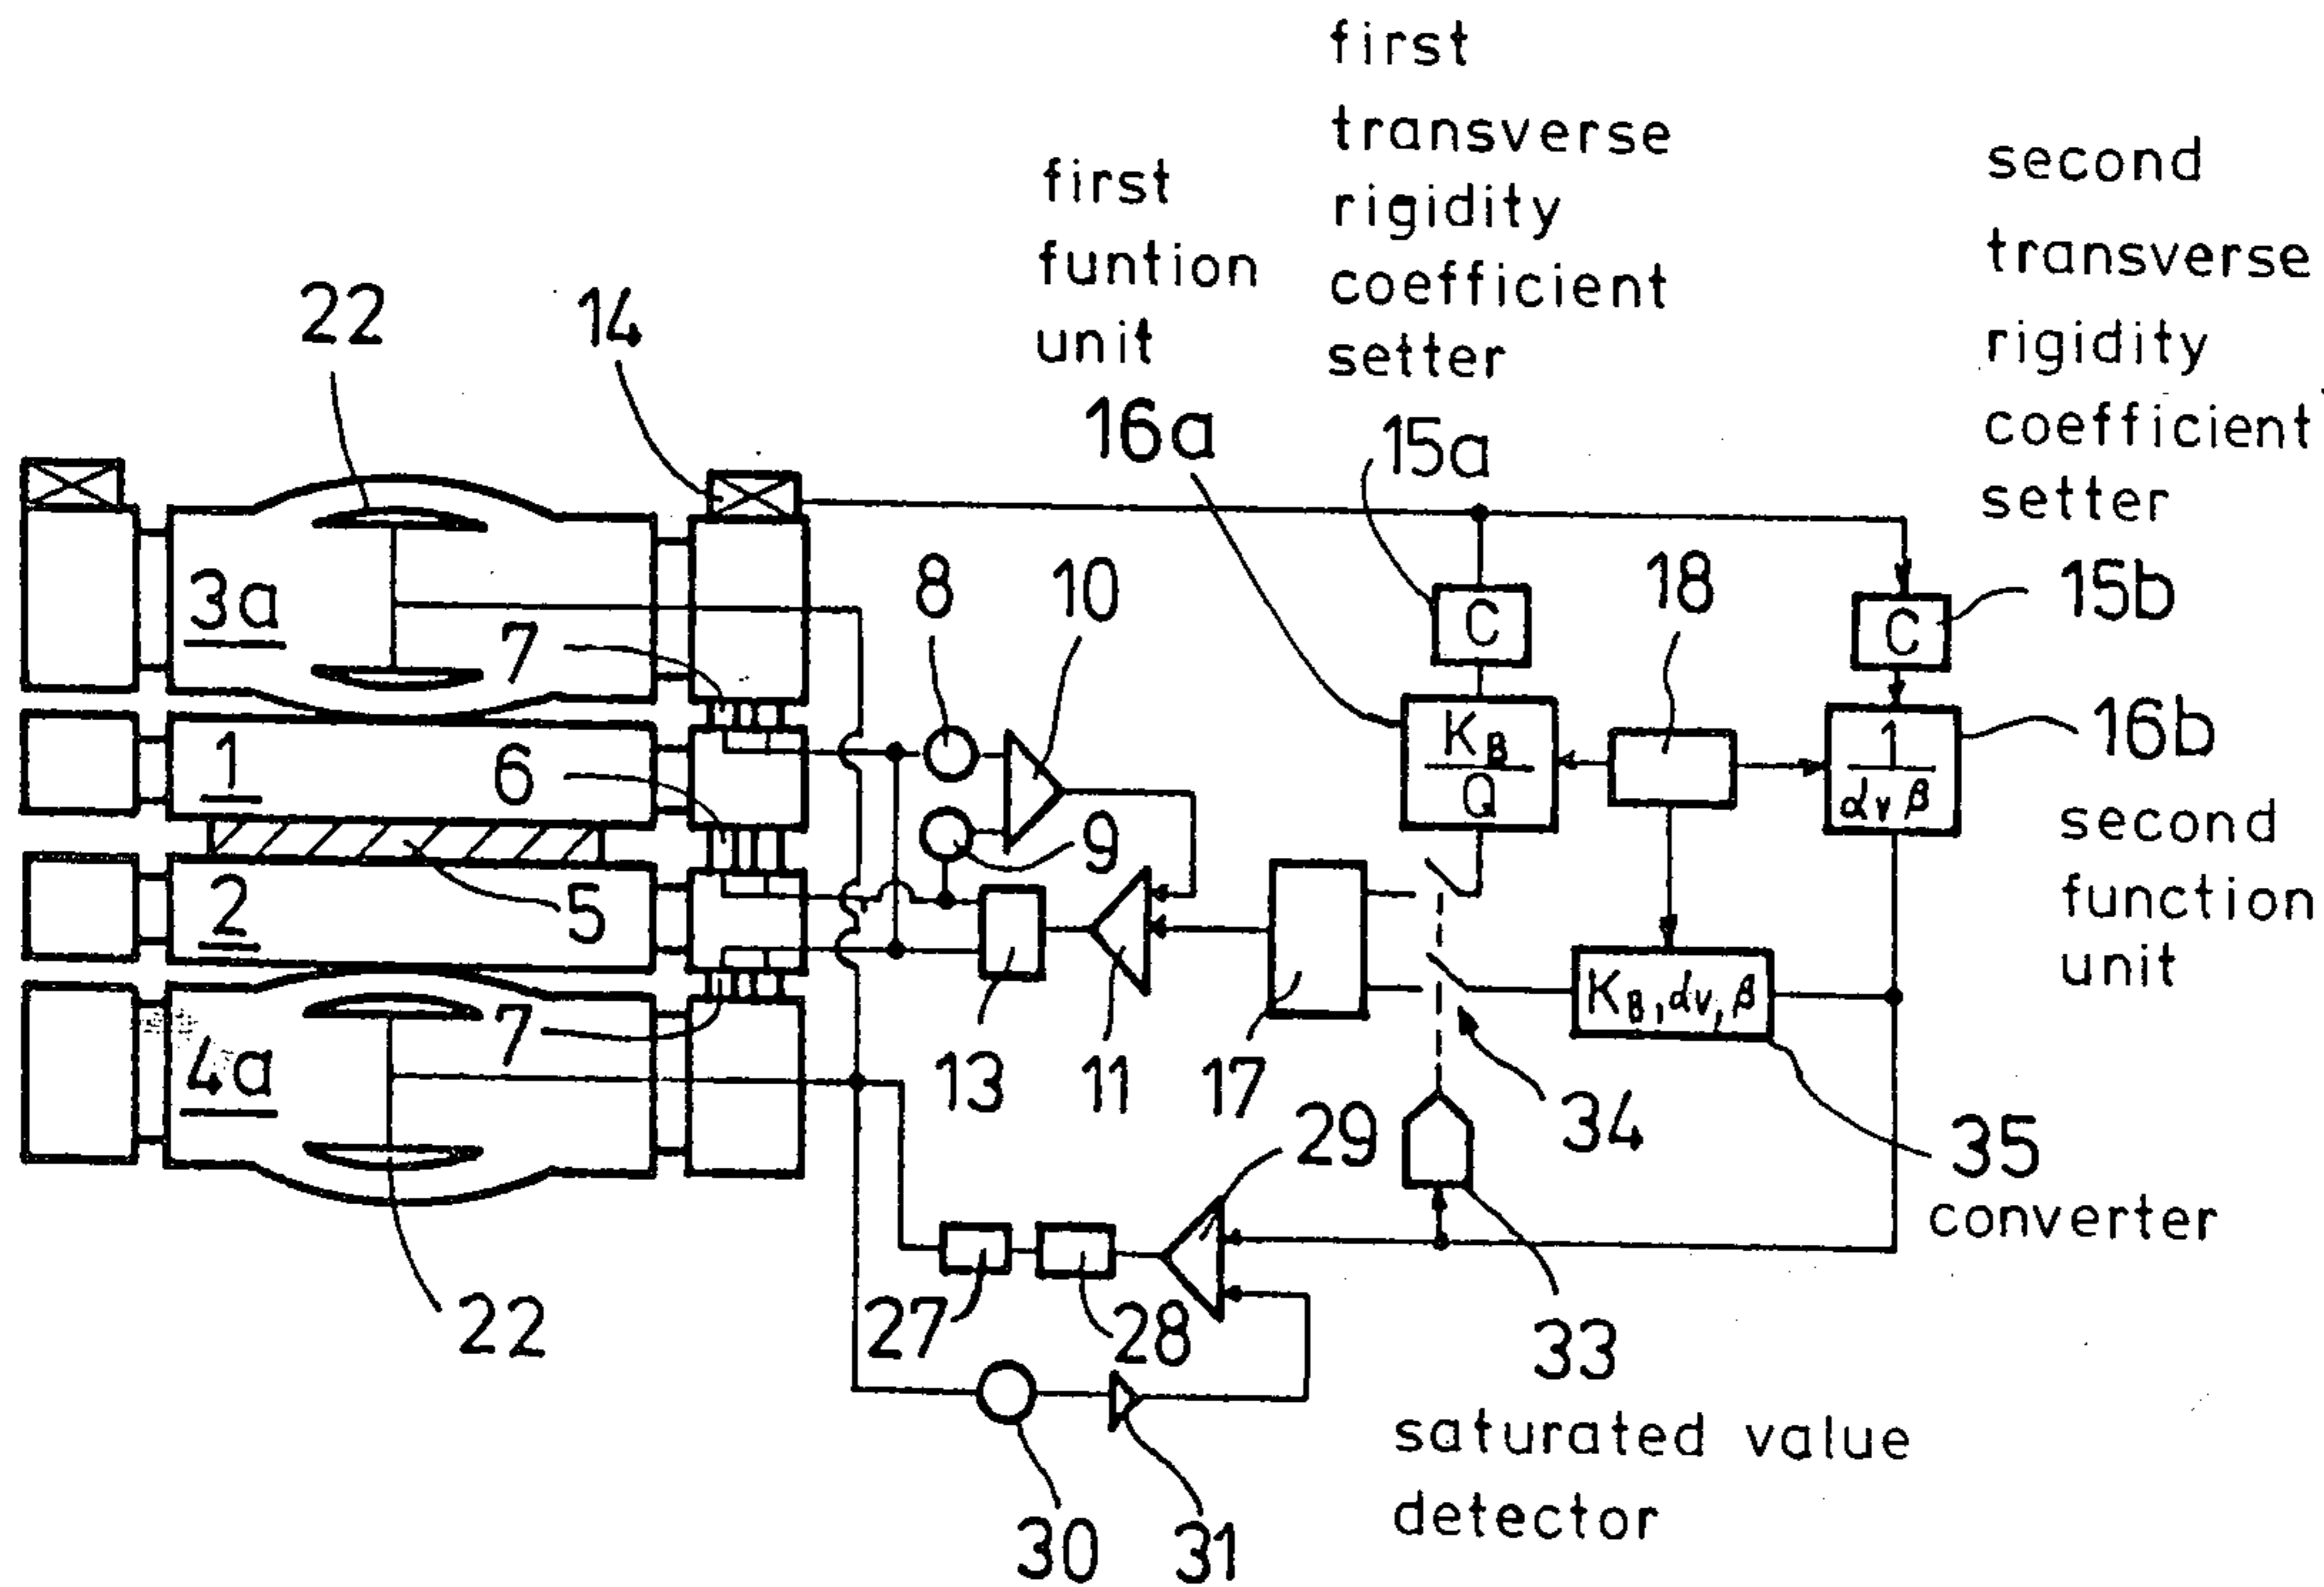 first
transverse
rigidity
coefficient
setter
first
funtion
unit
second
transverse
rigidity
coefficient
setter
22
14
16a
15a
8
10
18
15b
3a
7
C
C
1
6
K_B
Q
1
dv β
16b
second
function
unit
9
2
5
K_B, dv, β
4a
7
13
11
17
34
35
converter
29
22
27
28
33
saturated value
detector
30
31